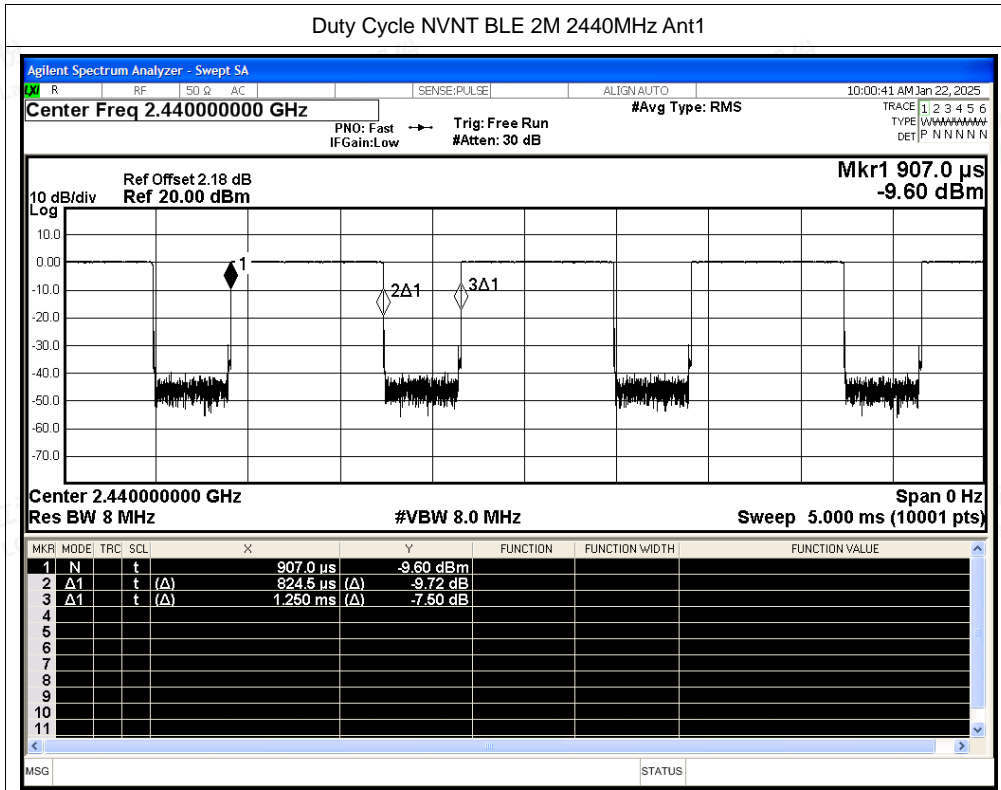 Duty Cycle NVNT BLE 2M 2440MHz Ant1
Agilent Spectrum Analyzer - Swept SA
LXI R RF 50 Ω AC SENSE:PULSE ALIGN AUTO 10:00:41 AM Jan 22, 2025
Center Freq 2.440000000 GHz #Avg Type: RMS TRACE 1 2 3 4 5 6
PNO: Fast Trig: Free Run TYPE WWWWWW
IFGain:Low #Atten: 30 dB DET P N N N N N
Mkr1 907.0 µs
Ref Offset 2.18 dB
10 dB/div Ref 20.00 dBm -9.60 dBm
Log
10.0
0.00
1
-10.0
2Δ1
3Δ1
-20.0
-30.0
-40.0
-50.0
-60.0
-70.0
Center 2.440000000 GHz Span 0 Hz
Res BW 8 MHz #VBW 8.0 MHz Sweep 5.000 ms (10001 pts)
MKR MODE TRC SCL X Y FUNCTION FUNCTION WIDTH FUNCTION VALUE
1 N t 907.0 µs -9.60 dBm
2 Δ1 t (Δ) 824.5 µs (Δ) -9.72 dB
3 Δ1 t (Δ) 1.250 ms (Δ) -7.50 dB
4
5
6
7
8
9
10
11
MSG STATUS